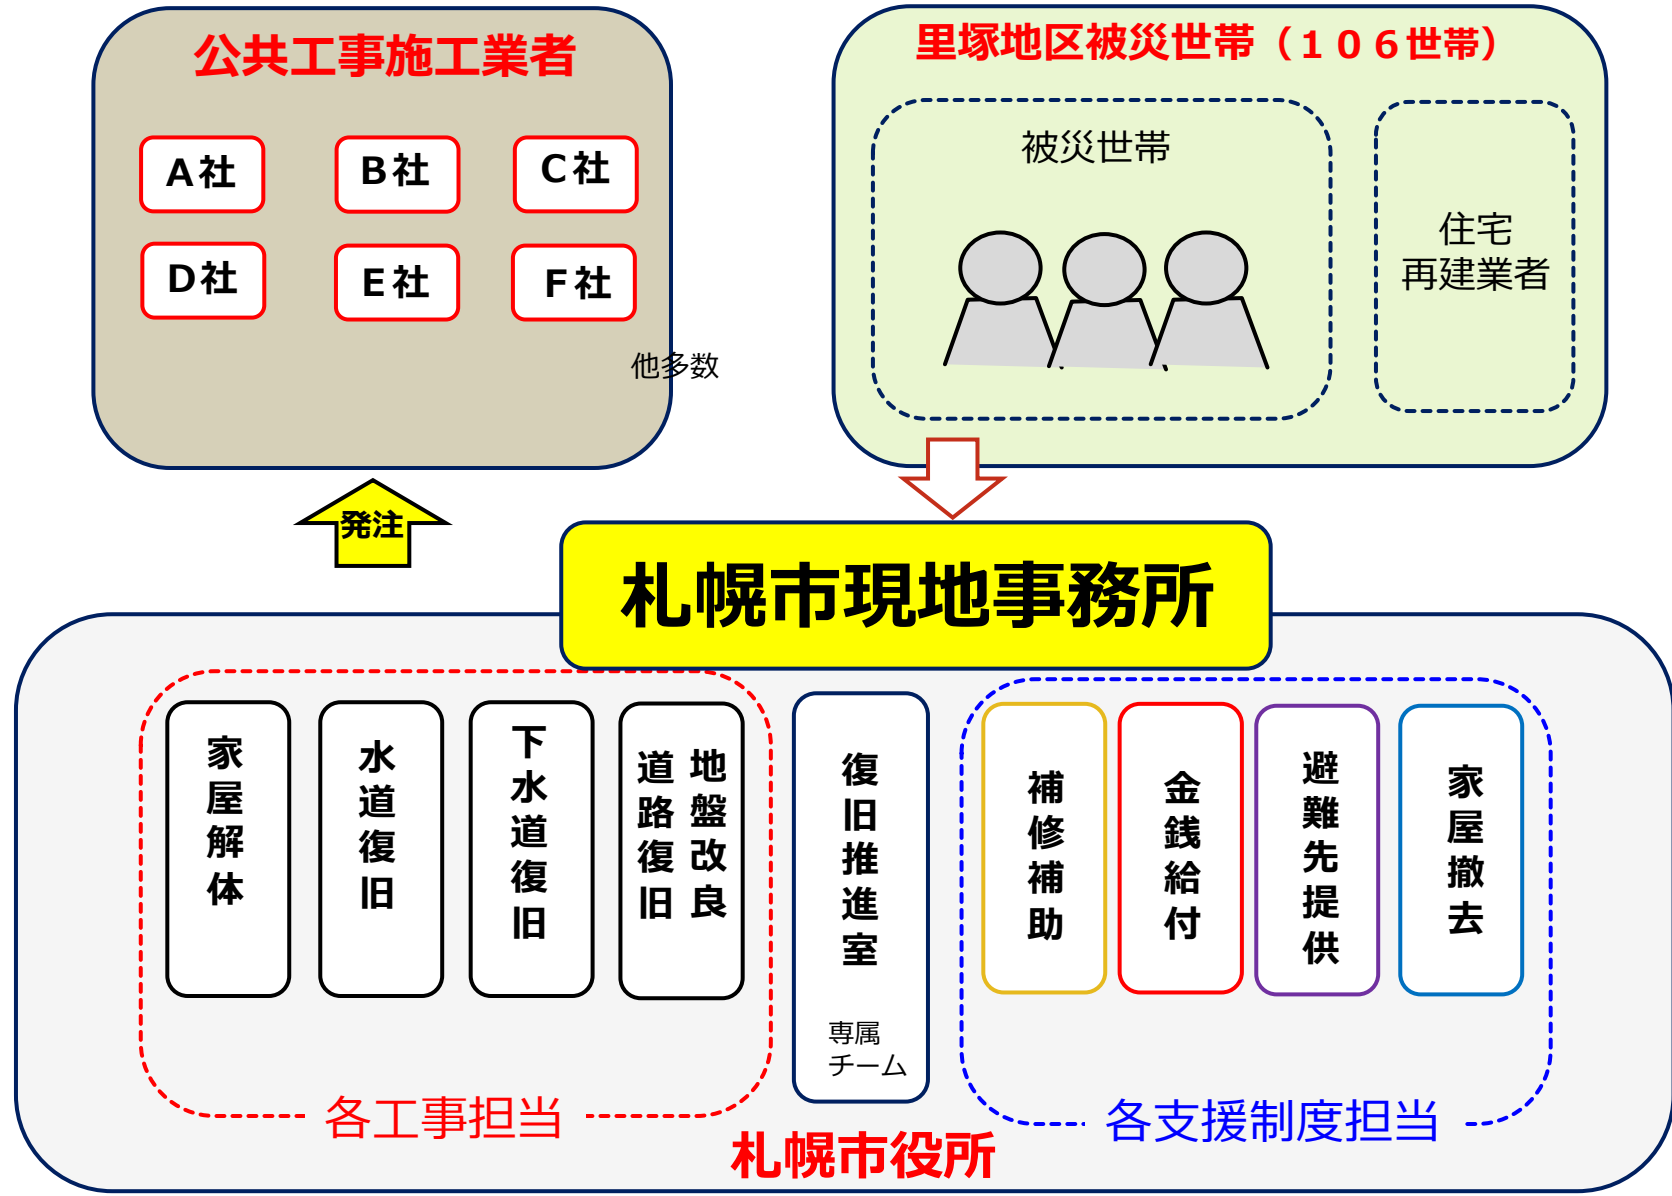 公共工事施工業者
A社
B社
C社
D社
E社
F社
他多数
里塚地区被災世帯（１０６世帯）
被災世帯
住宅
再建業者
発注
札幌市現地事務所
家屋解体
水道復旧
下水道復旧
地盤改良
道路復旧
復旧推進室
専属
チーム
補修補助
金銭給付
避難先提供
家屋撤去
各工事担当
各支援制度担当
札幌市役所